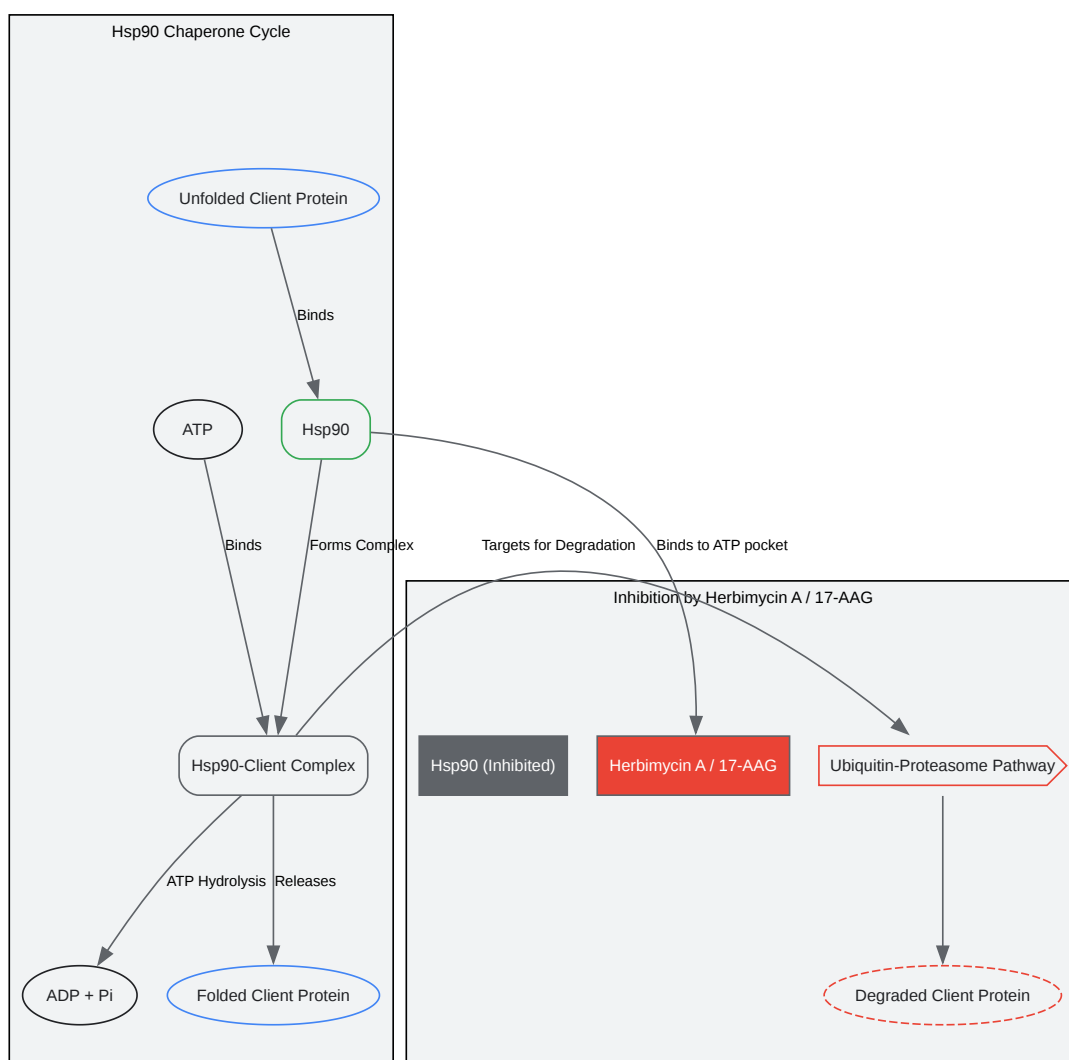 Hsp90 Chaperone Cycle
Unfolded Client Protein
Binds
ATP
Hsp90
Binds
Forms Complex
Targets for Degradation
Binds to ATP pocket
Inhibition by Herbimycin A / 17-AAG
Hsp90-Client Complex
Hsp90 (Inhibited)
Herbimycin A / 17-AAG
Ubiquitin-Proteasome Pathway
ATP Hydrolysis
Releases
ADP + Pi
Folded Client Protein
Degraded Client Protein